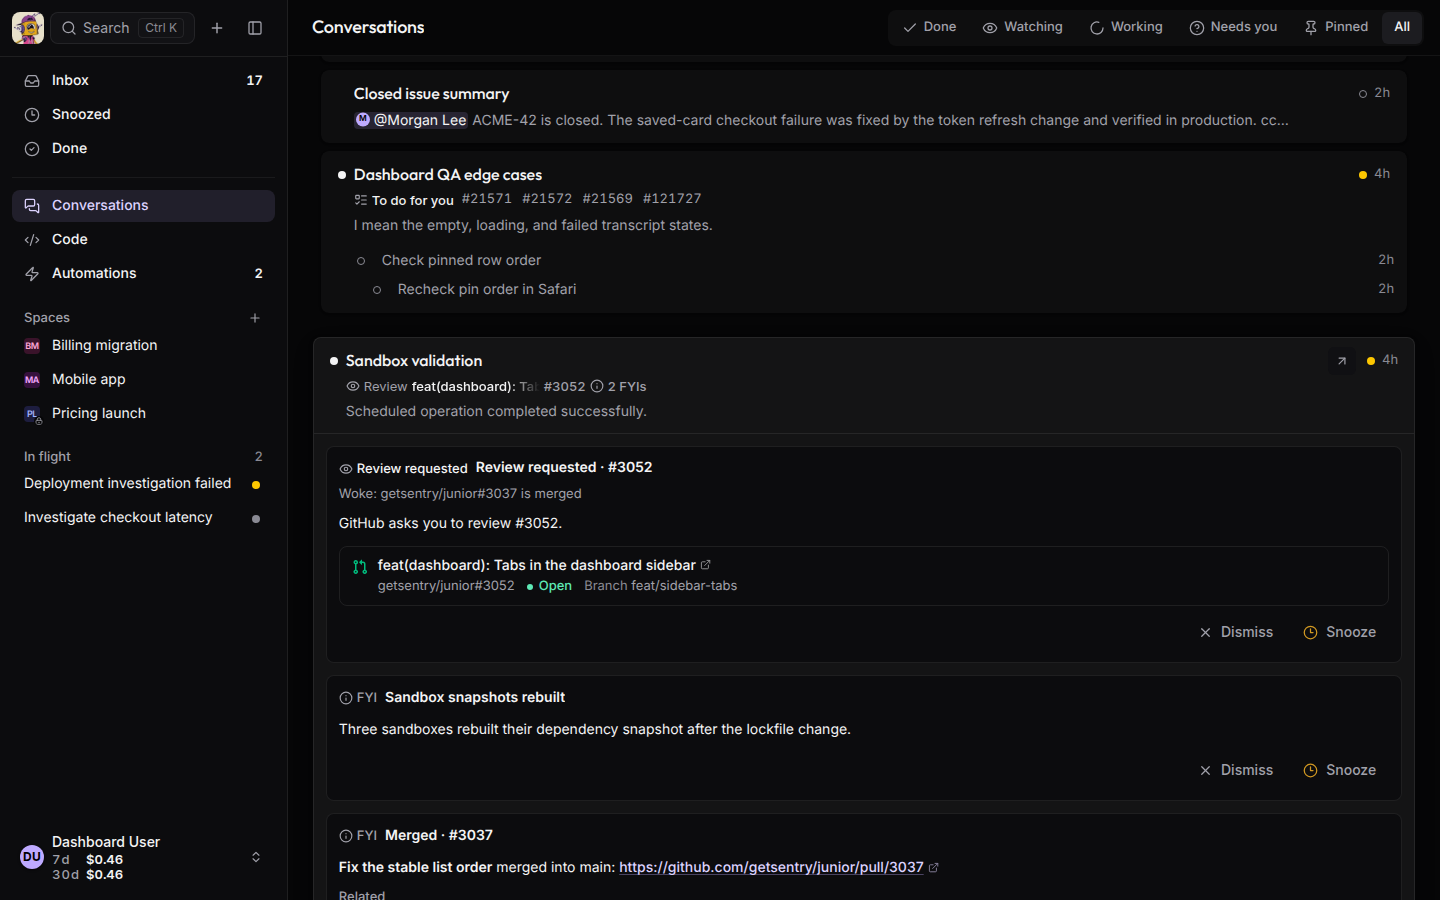 Search Ctrl K
Inbox 17
Snoozed
Done
Conversations
Code
Automations 2
Spaces
BM Billing migration
MA Mobile app
PL Pricing launch
In flight 2
Deployment investigation failed
Investigate checkout latency
DU Dashboard User
7d $0.46
30d $0.46
Conversations
Done Watching Working Needs you Pinned All
Closed issue summary 2h
M @Morgan Lee ACME-42 is closed. The saved-card checkout failure was fixed by the token refresh change and verified in production. cc...
Dashboard QA edge cases 4h
To do for you #21571 #21572 #21569 #121727
I mean the empty, loading, and failed transcript states.
Check pinned row order 2h
Recheck pin order in Safari 2h
Sandbox validation 4h
Review feat(dashboard): Tab #3052 2 FYIs
Scheduled operation completed successfully.
Review requested Review requested · #3052
Woke: getsentry/junior#3037 is merged
GitHub asks you to review #3052.
feat(dashboard): Tabs in the dashboard sidebar
getsentry/junior#3052 Open Branch feat/sidebar-tabs
Dismiss Snooze
FYI Sandbox snapshots rebuilt
Three sandboxes rebuilt their dependency snapshot after the lockfile change.
Dismiss Snooze
FYI Merged · #3037
Fix the stable list order merged into main: https://github.com/getsentry/junior/pull/3037
Related